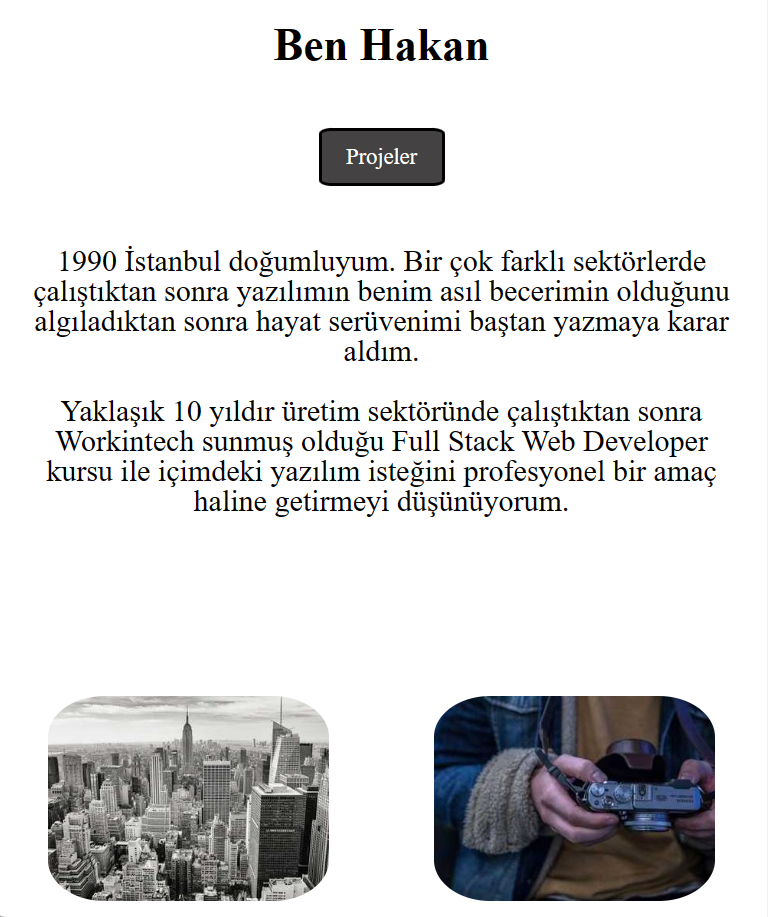 Ben Hakan
Projeler
1990 İstanbul doğumluyum. Bir çok farklı sektörlerde
çalıştıktan sonra yazılımın benim asıl becerimin olduğunu
algıladıktan sonra hayat serüvenimi baştan yazmaya karar
aldım.
Yaklaşık 10 yıldır üretim sektöründe çalıştıktan sonra
Workintech sunmuş olduğu Full Stack Web Developer
kursu ile içimdeki yazılım isteğini profesyonel bir amaç
haline getirmeyi düşünüyorum.